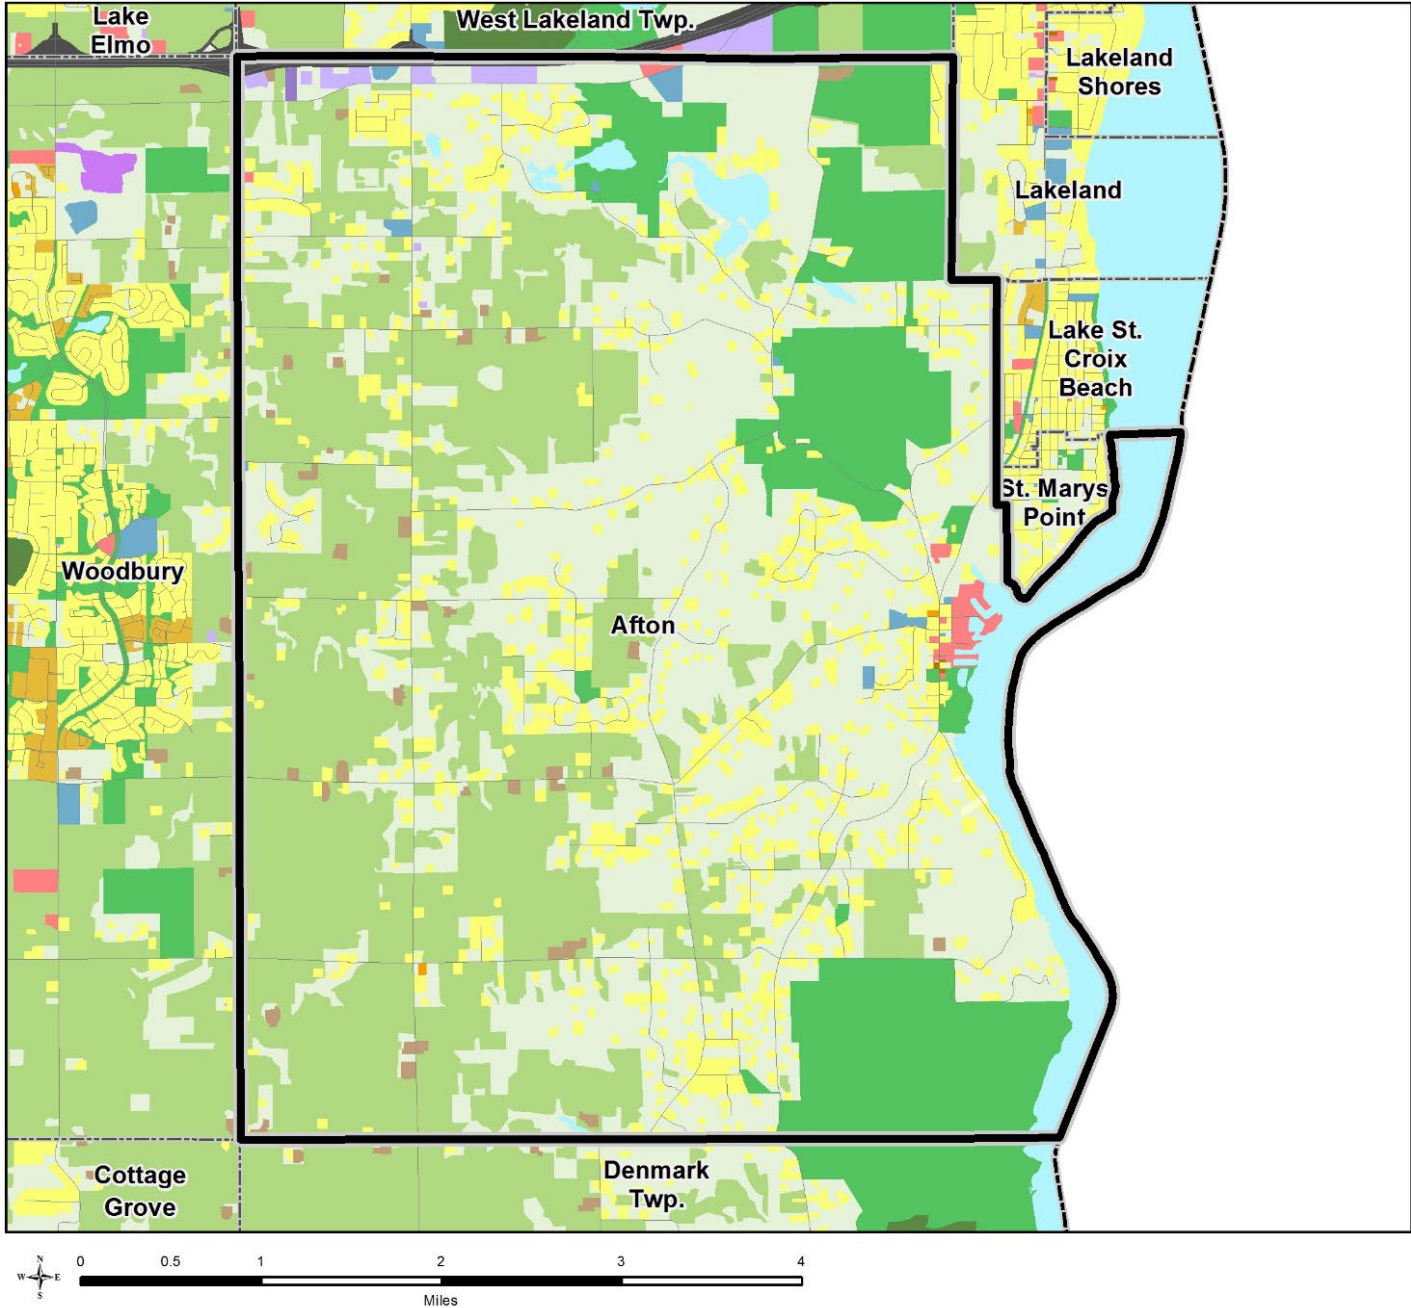 Lake
Elmo
West Lakeland Twp.
Lakeland
Shores
Lakeland
Lake St.
Croix
Beach
St. Marys
Point
Woodbury
Afton
Cottage
Grove
Denmark
Twp.
N
W E
S
0 0.5 1 2 3 4
Miles